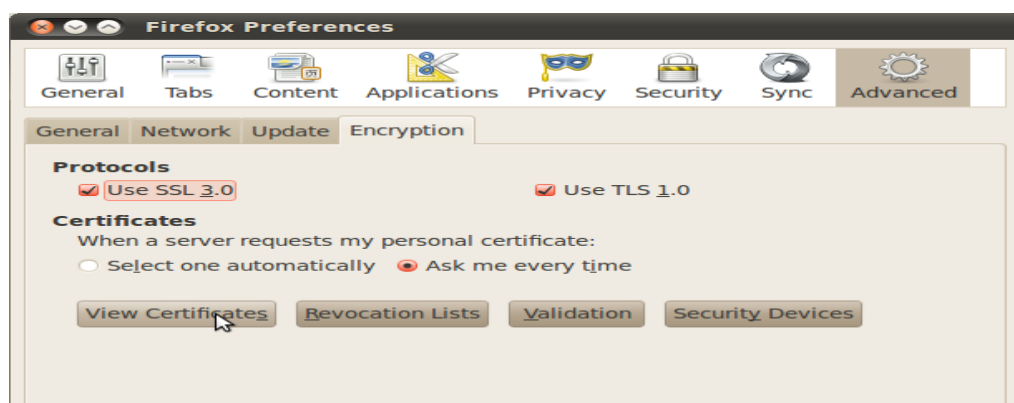 Firefox Preferences
General Tabs Content Applications Privacy Security Sync Advanced
General Network Update Encryption
Protocols
Use SSL 3.0 Use TLS 1.0
Certificates
When a server requests my personal certificate:
Select one automatically Ask me every time
View Certificates Revocation Lists Validation Security Devices